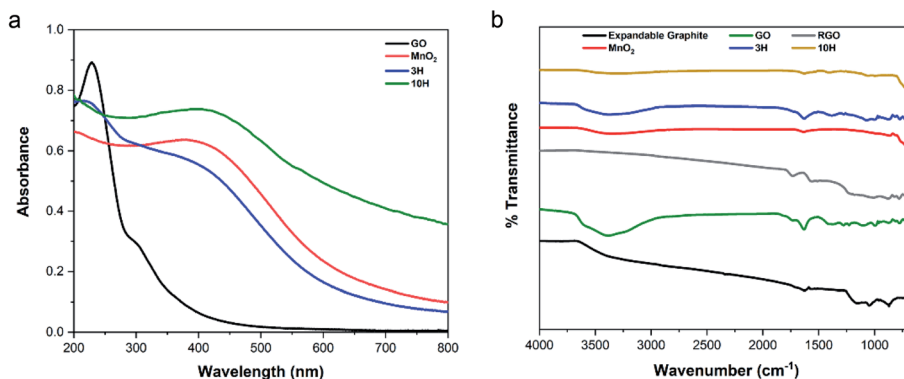 a
1.0
0.8
0.6
0.4
0.2
0.0
Absorbance
GO
MnO₂
3H
10H
200 300 400 500 600 700 800
Wavelength (nm)
b
Expandable Graphite GO RGO
MnO₂ 3H 10H
% Transmittance
4000 3500 3000 2500 2000 1500 1000
Wavenumber (cm⁻¹)